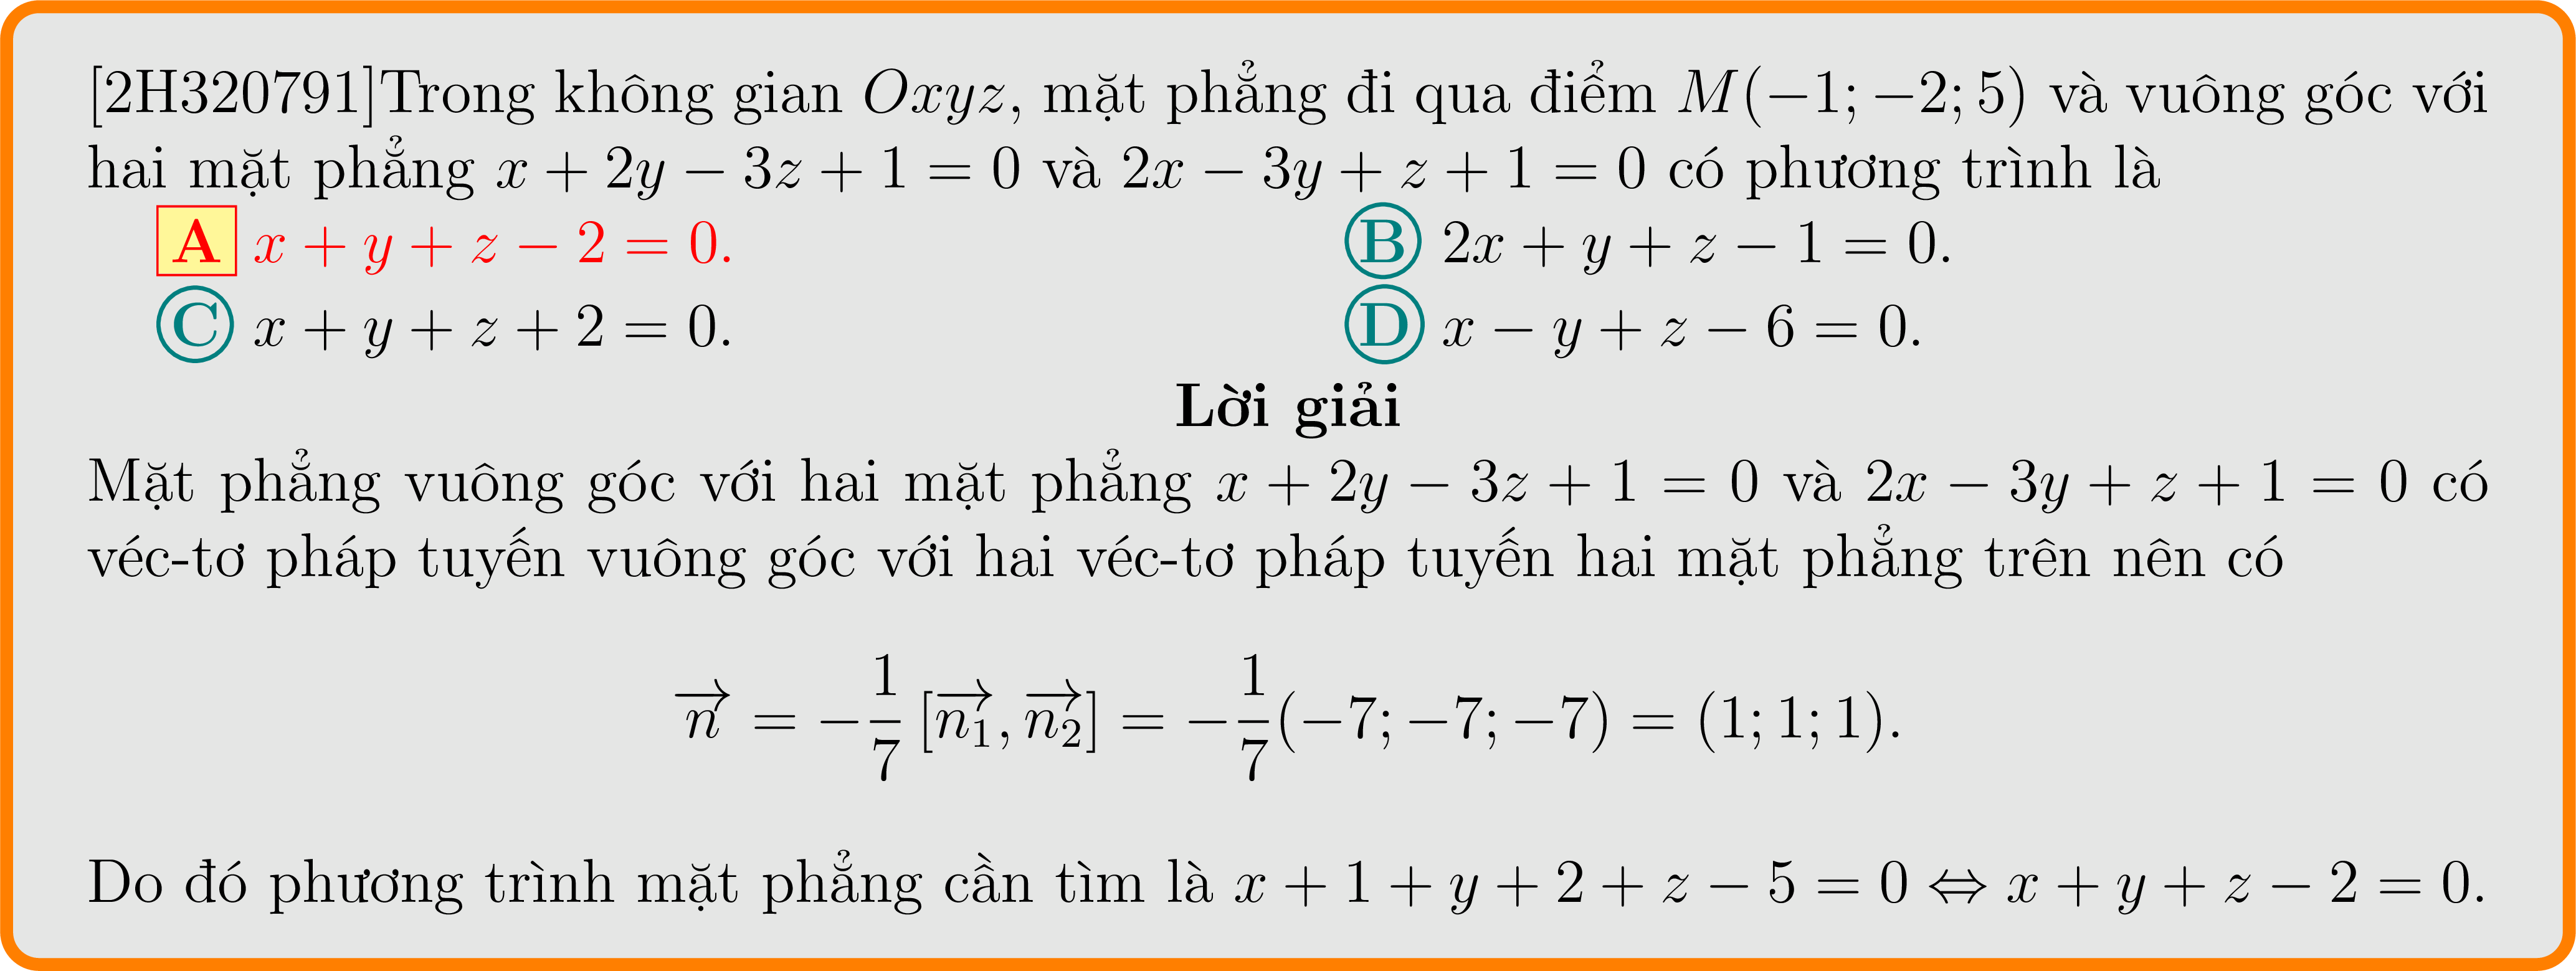 [2H320791]Trong không gian Oxyz, mặt phẳng đi qua điểm M(−1; −2; 5) và vuông góc với
hai mặt phẳng x + 2y − 3z + 1 = 0 và 2x − 3y + z + 1 = 0 có phương trình là
A x + y + z − 2 = 0. B 2x + y + z − 1 = 0.
C x + y + z + 2 = 0. D x − y + z − 6 = 0.
Lời giải
Mặt phẳng vuông góc với hai mặt phẳng x + 2y − 3z + 1 = 0 và 2x − 3y + z + 1 = 0 có
véc-tơ pháp tuyến vuông góc với hai véc-tơ pháp tuyến hai mặt phẳng trên nên có
$\overrightarrow{n} = -\frac{1}{7}[\overrightarrow{n_1}, \overrightarrow{n_2}] = -\frac{1}{7}(-7; -7; -7) = (1; 1; 1).$
Do đó phương trình mặt phẳng cần tìm là x + 1 + y + 2 + z − 5 = 0 ⇔ x + y + z − 2 = 0.